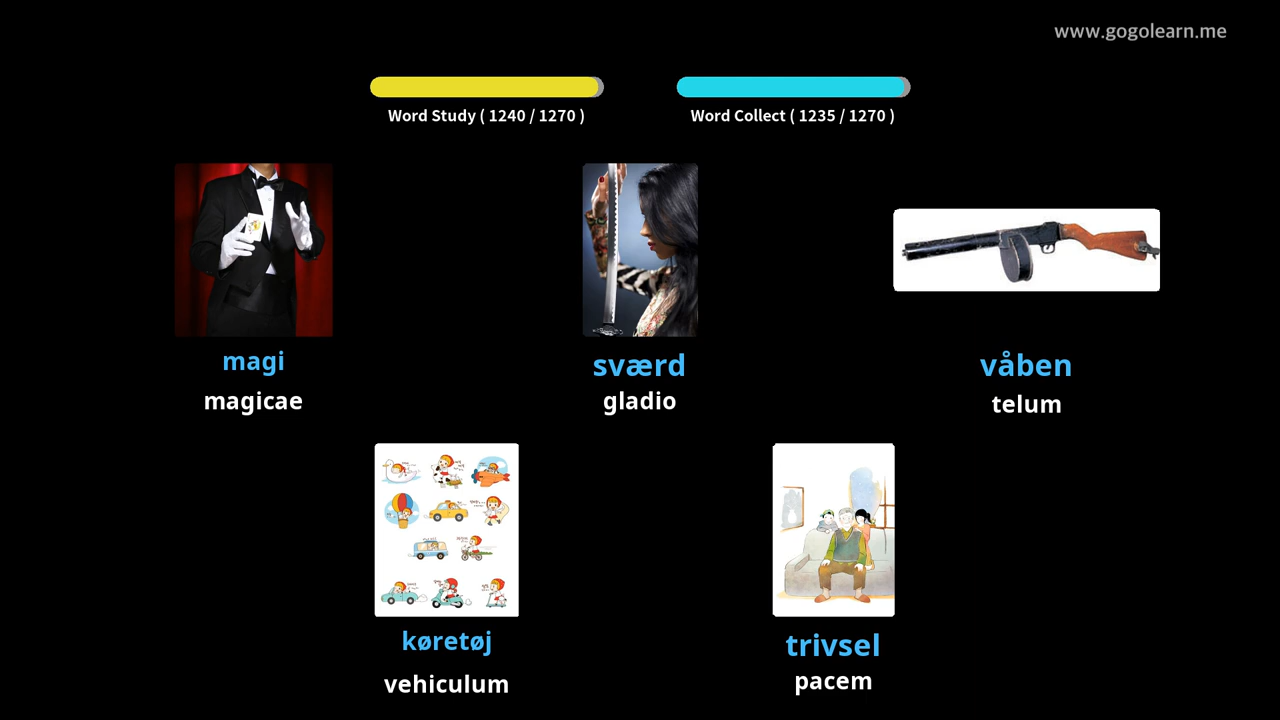 www.gogolearn.me
Word Study ( 1240 / 1270 )
Word Collect ( 1235 / 1270 )
magi
magicae
sværd
gladio
våben
telum
køretøj
vehiculum
trivsel
pacem